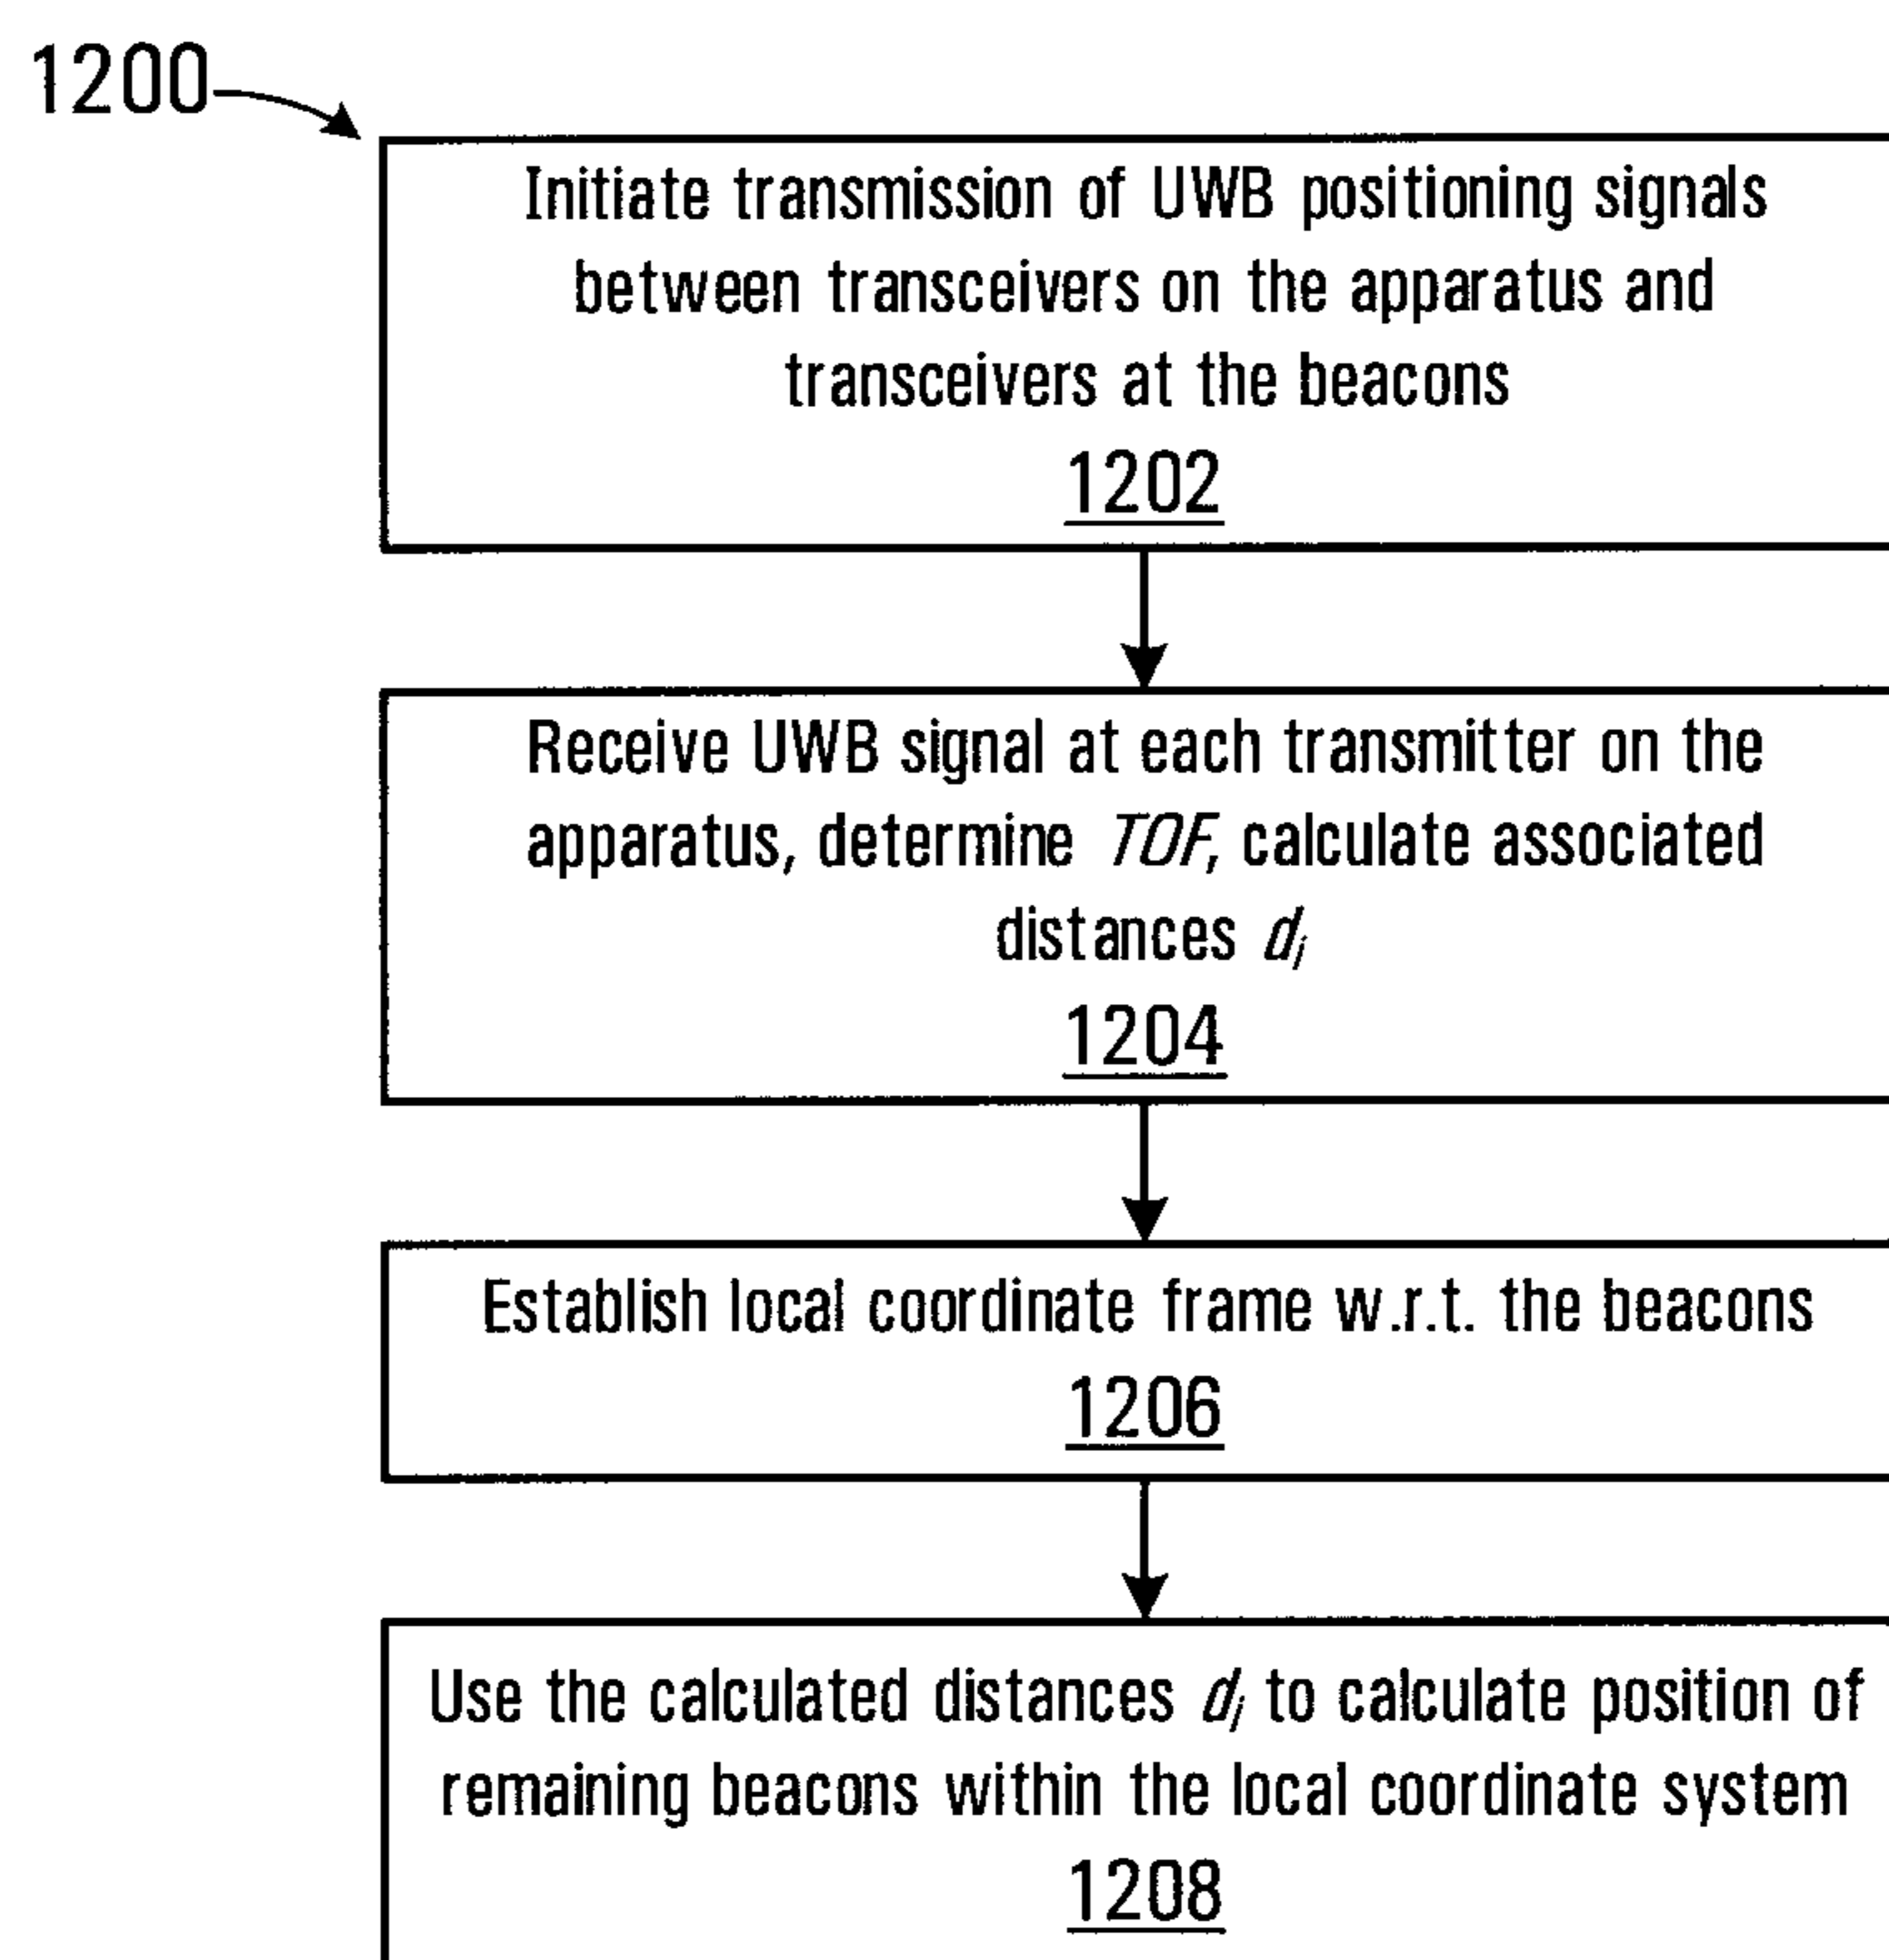 1200
Initiate transmission of UWB positioning signals
between transceivers on the apparatus and
transceivers at the beacons
1202
Receive UWB signal at each transmitter on the
apparatus, determine TOF, calculate associated
distances di
1204
Establish local coordinate frame w.r.t. the beacons
1206
Use the calculated distances di to calculate position of
remaining beacons within the local coordinate system
1208